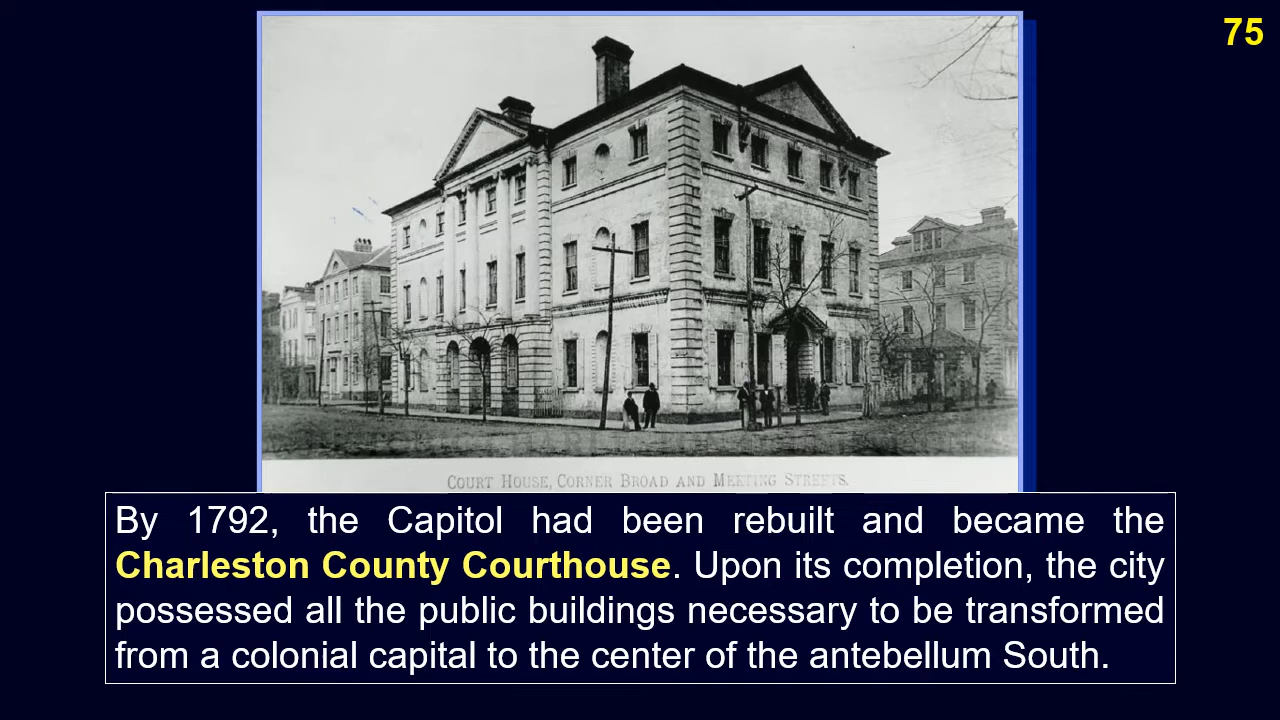 75
COURT HOUSE, CORNER BROAD AND MEETING STREETS.
By 1792, the Capitol had been rebuilt and became the
Charleston County Courthouse. Upon its completion, the city
possessed all the public buildings necessary to be transformed
from a colonial capital to the center of the antebellum South.